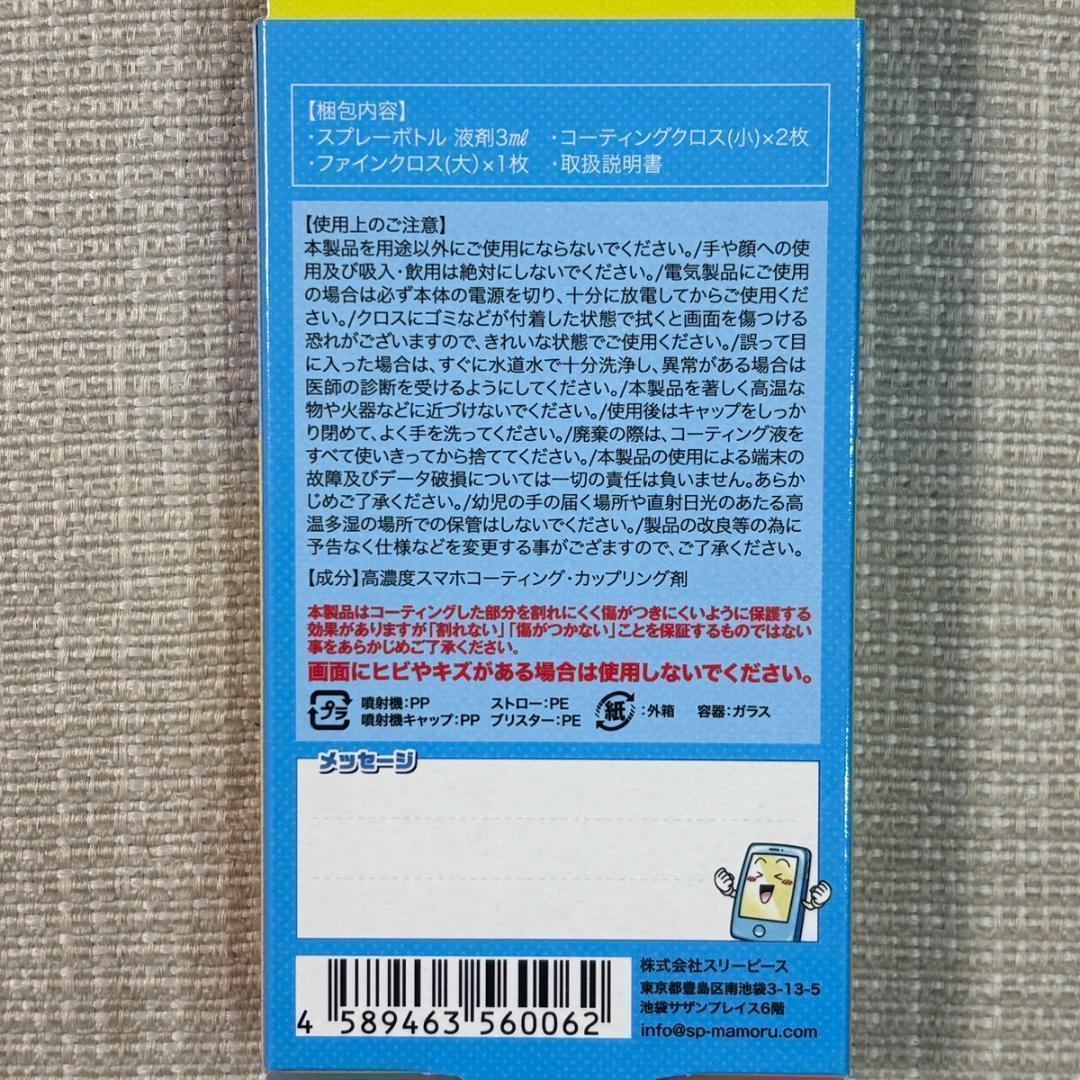 【梱包内容】
・スプレーボトル 液剤3㎖ ・コーティングクロス(小)×2枚
・ファインクロス(大)×1枚 ・取扱説明書
【使用上のご注意】
本製品を用途以外にご使用にならないでください。/手や顔への使
用及び吸入・飲用は絶対にしないでください。/電気製品にご使用
の場合は必ず本体の電源を切り、十分に放電してからご使用くだ
さい。/クロスにゴミなどが付着した状態で拭くと画面を傷つける
恐れがございますので、きれいな状態でご使用ください。/誤って目
に入った場合は、すぐに水道水で十分洗浄し、異常がある場合は
医師の診断を受けるようにしてください。/本製品を著しく高温な
物や火器などに近づけないでください。/使用後はキャップをしっか
り閉めて、よく手を洗ってください。/廃棄の際は、コーティング液を
すべて使いきってから捨ててください。/本製品の使用による端末の
故障及びデータ破損については一切の責任は負いません。あらか
じめご了承ください。/幼児の手の届く場所や直射日光のあたる高
温多湿の場所での保管はしないでください。/製品の改良等の為に
予告なく仕様などを変更する事がござますので、ご了承ください。
【成分】高濃度スマホコーティング・カップリング剤
本製品はコーティングした部分を割れにくく傷がつきにくいように保護する
効果がありますが「割れない」「傷がつかない」ことを保証するものではない
事をあらかじめご了承ください。
画面にヒビやキズがある場合は使用しないでください。
プラ 噴射機:PP ストロー:PE 紙 :外箱 容器:ガラス
噴射機キャップ:PP ブリスター:PE
メッセージ
4 589463 560062
株式会社スリーピース
東京都豊島区南池袋3-13-5
池袋サザンプレイス6階
info@sp-mamoru.com